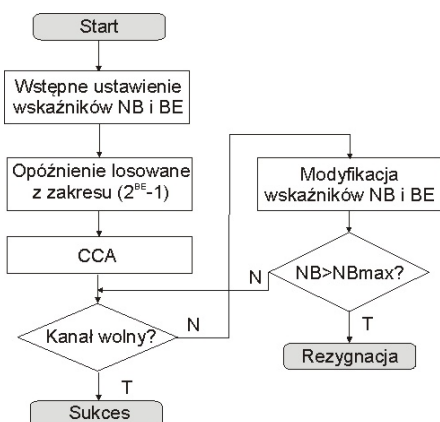 Start
Wstępne ustawienie
wskaźników NB i BE
Opóźnienie losowane
z zakresu (2^BE-1)
CCA
Kanał wolny?
N
T
Sukces
Modyfikacja
wskaźników NB i BE
NB>NBmax?
N
T
Rezygnacja